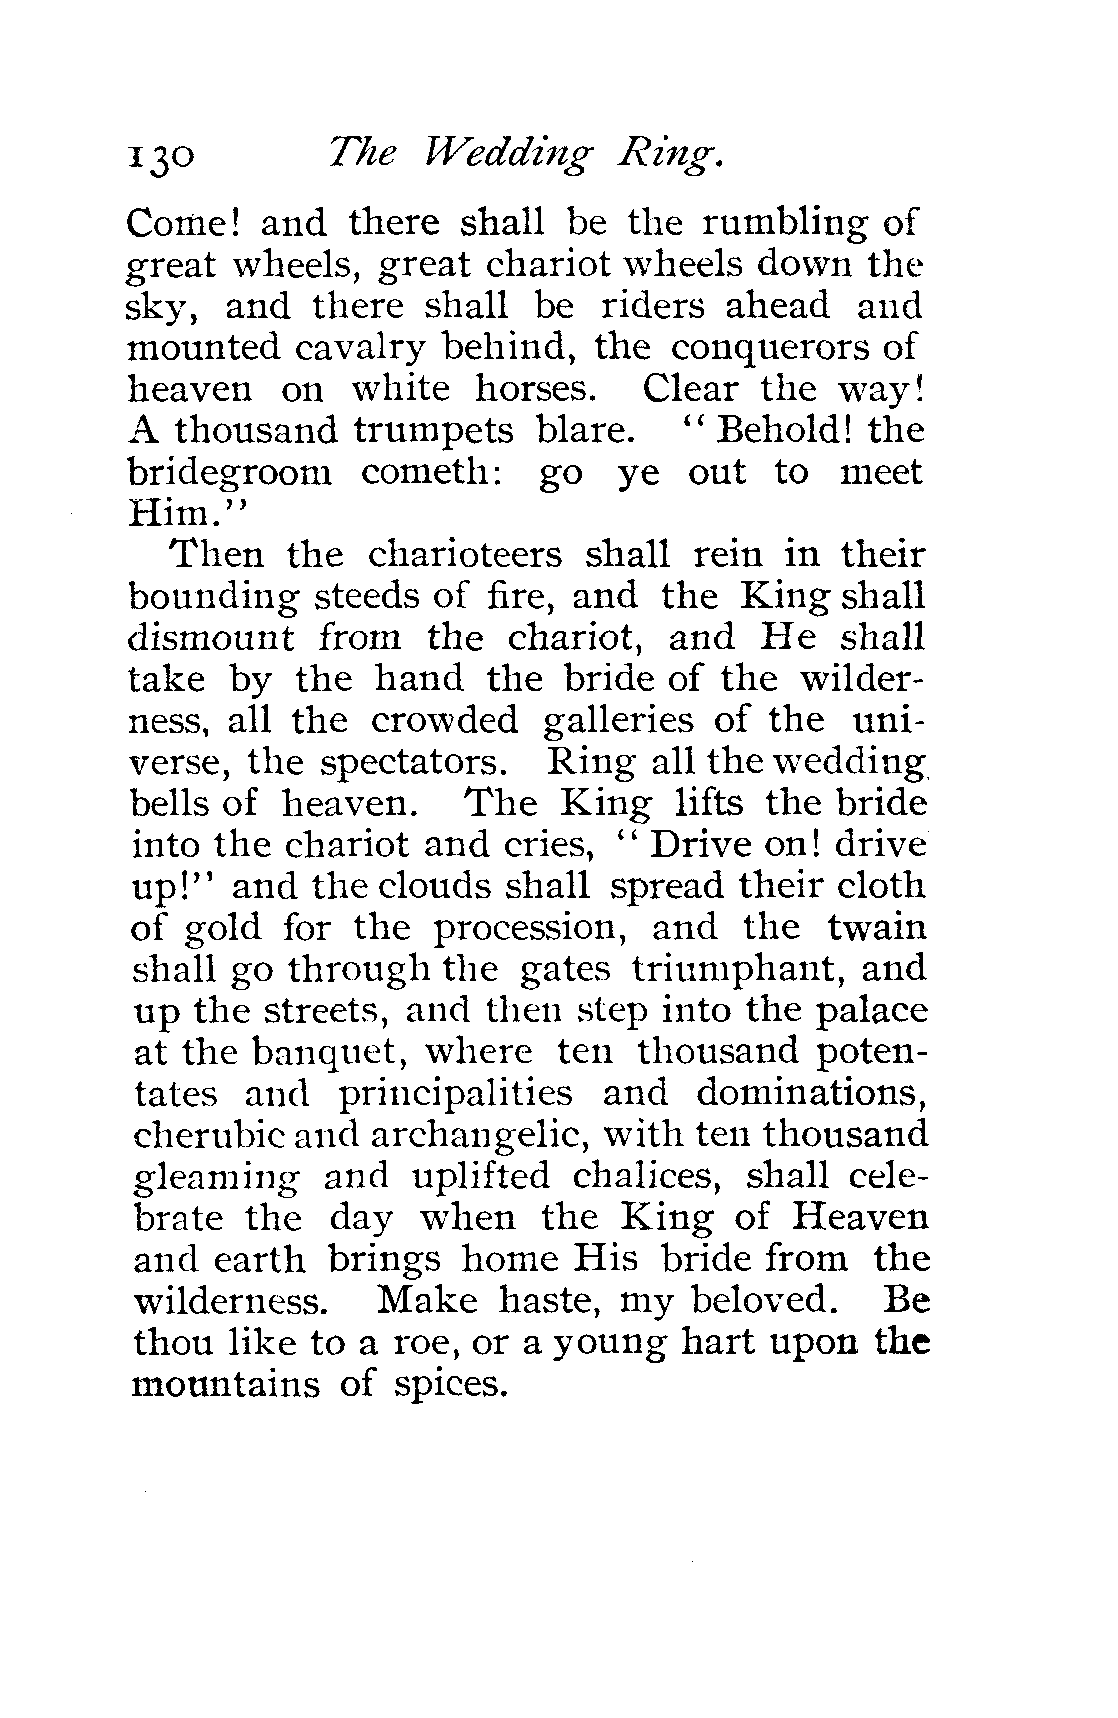 130 The Wedding Ring.
Come! and there shall be the rumbling of
great wheels, great chariot wheels down the
sky, and there shall be riders ahead and
mounted cavalry behind, the conquerors of
heaven on white horses. Clear the way!
A thousand trumpets blare. “ Behold! the
bridegroom cometh: go ye out to meet
Him.”
Then the charioteers shall rein in their
bounding steeds of fire, and the King shall
dismount from the chariot, and He shall
take by the hand the bride of the wilder-
ness, all the crowded galleries of the uni-
verse, the spectators. Ring all the wedding
bells of heaven. The King lifts the bride
into the chariot and cries, “ Drive on! drive
up!” and the clouds shall spread their cloth
of gold for the procession, and the twain
shall go through the gates triumphant, and
up the streets, and then step into the palace
at the banquet, where ten thousand poten-
tates and principalities and dominations,
cherubic and archangelic, with ten thousand
gleaming and uplifted chalices, shall cele-
brate the day when the King of Heaven
and earth brings home His bride from the
wilderness. Make haste, my beloved. Be
thou like to a roe, or a young hart upon the
mountains of spices.